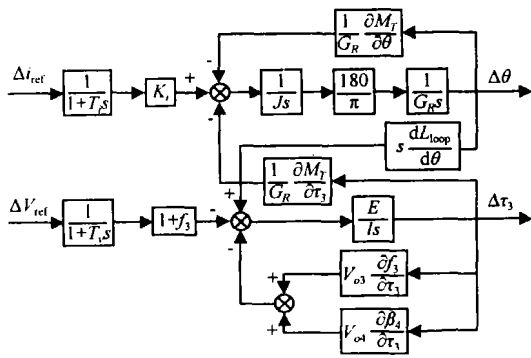 1/G_R ∂M_T/∂θ
Δi_ref
1/(1+T_i s)
K_i
+
-
-
1/Js
180/π
1/G_R s
Δθ
s dL_loop/dθ
1/G_R ∂M_T/∂τ_3
ΔV_ref
1/(1+T_v s)
1+f_3
+
-
-
E/ls
Δτ_3
V_o3 ∂f_3/∂τ_3
+
+
V_o4 ∂β_4/∂τ_3